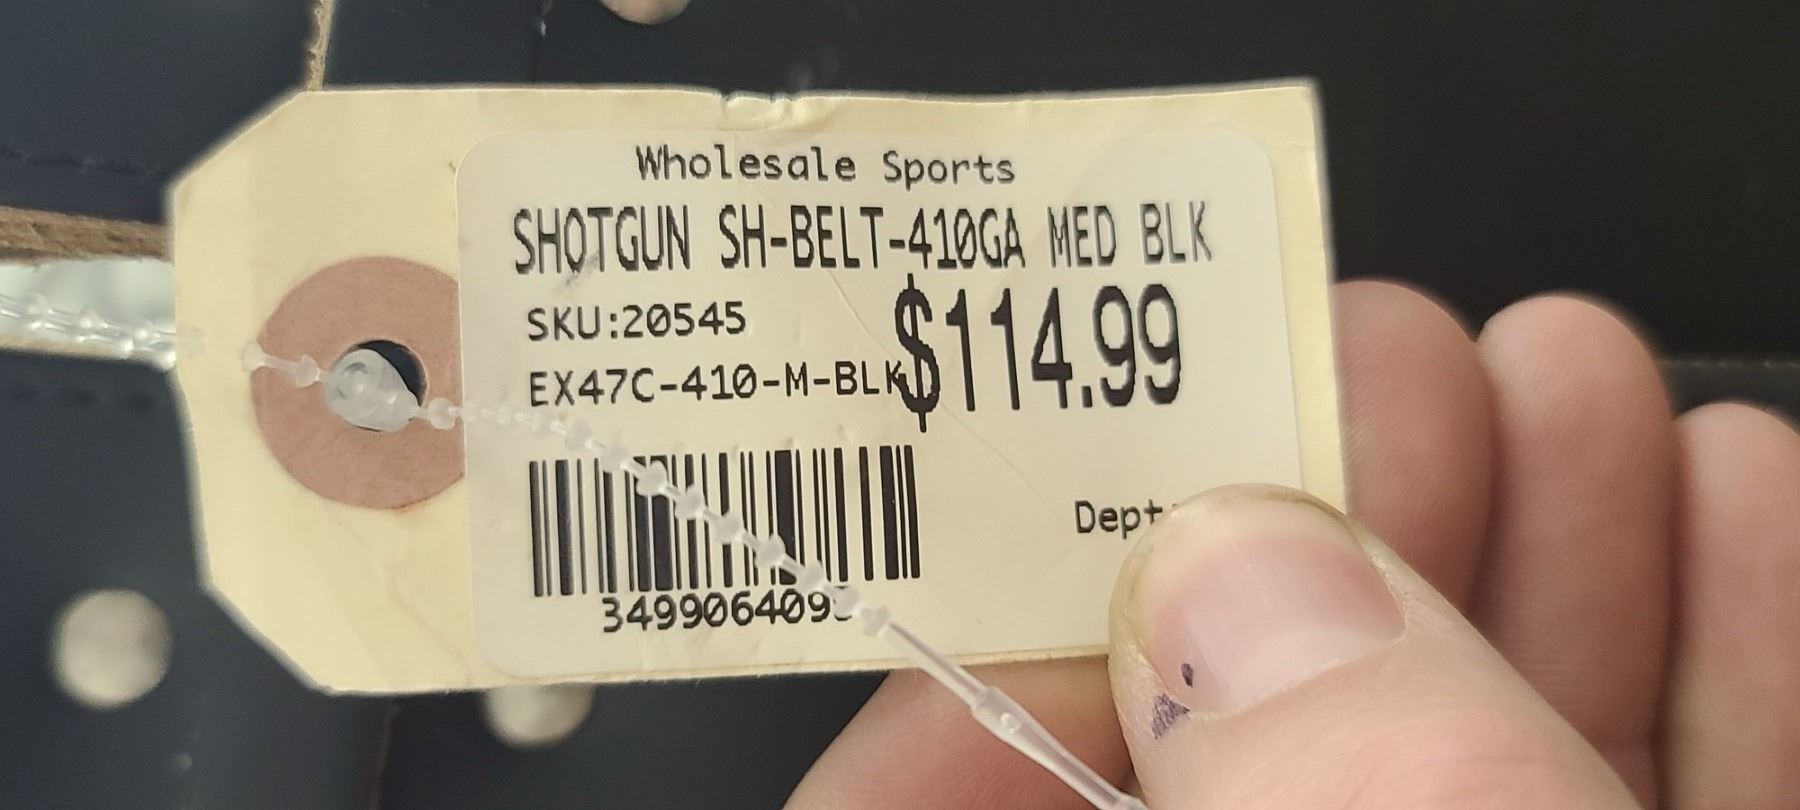 Wholesale Sports
SHOTGUN SH-BELT-410GA MED BLK
SKU:20545
$114.99
EX47C-410-M-BLK
Dept